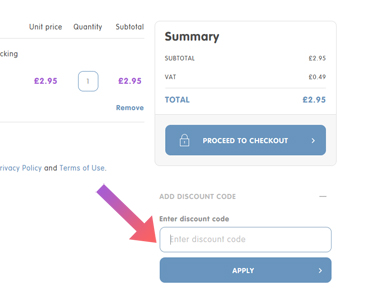 Unit price Quantity Subtotal
cking
£2.95 1 £2.95
Remove
rivacy Policy and Terms of Use.
Summary
SUBTOTAL £2.95
VAT £0.49
TOTAL £2.95
PROCEED TO CHECKOUT
ADD DISCOUNT CODE
Enter discount code
Enter discount code
APPLY